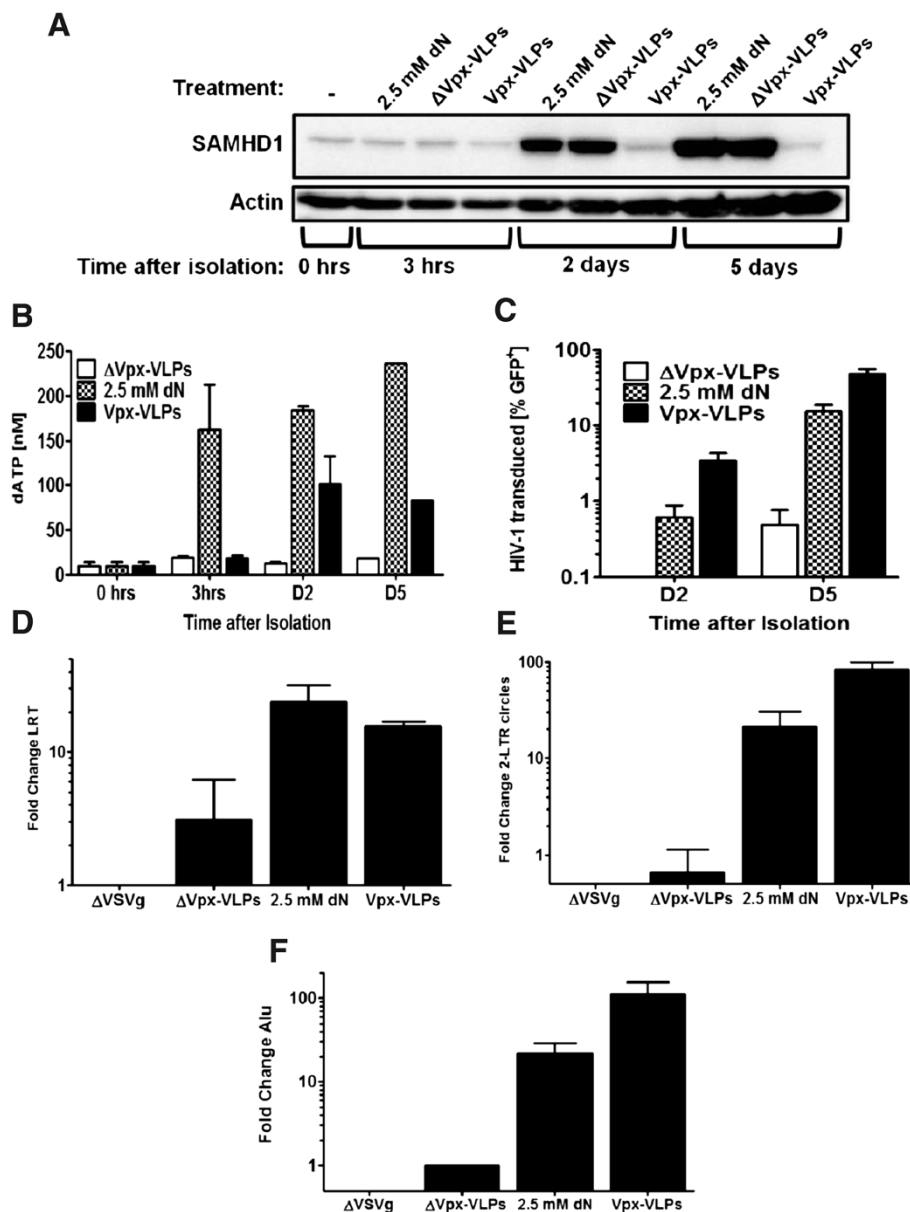 A
Treatment: - 2.5 mM dN ΔVpx-VLPs Vpx-VLPs 2.5 mM dN ΔVpx-VLPs Vpx-VLPs 2.5 mM dN ΔVpx-VLPs Vpx-VLPs
SAMHD1
Actin
Time after isolation: 0 hrs 3 hrs 2 days 5 days
B
dATP [nM]
250
200
150
100
50
0
ΔVpx-VLPs
2.5 mM dN
Vpx-VLPs
0 hrs 3hrs D2 D5
Time after Isolation
C
HIV-1 transduced [% GFP+]
100
10
1
0.1
ΔVpx-VLPs
2.5 mM dN
Vpx-VLPs
D2 D5
Time after Isolation
D
Fold Change LRT
10
1
ΔVSVg ΔVpx-VLPs 2.5 mM dN Vpx-VLPs
E
Fold Change 2-LTR circles
100
10
1
ΔVSVg ΔVpx-VLPs 2.5 mM dN Vpx-VLPs
F
Fold Change Alu
100
10
1
ΔVSVg ΔVpx-VLPs 2.5 mM dN Vpx-VLPs